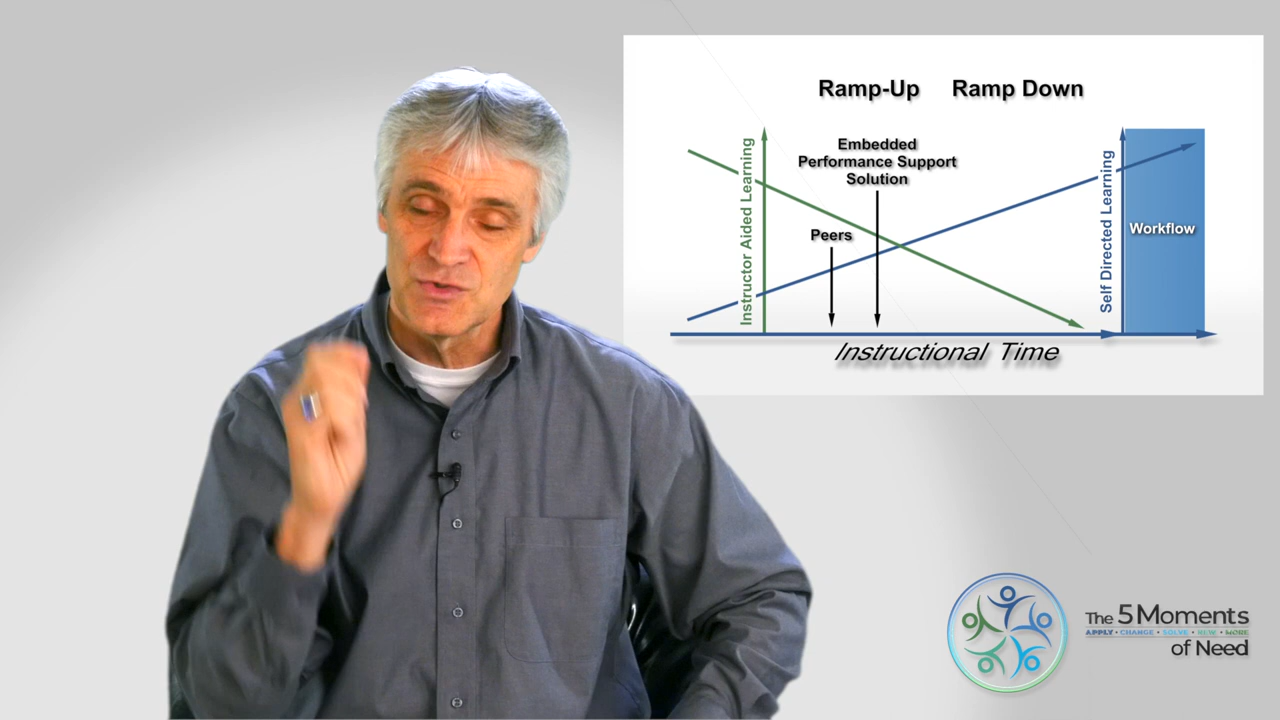 Ramp-Up Ramp Down
Instructor Aided Learning
Embedded
Performance Support
Solution
Peers
Self Directed Learning
Workflow
Instructional Time
The 5 Moments
APPLY • CHANGE • SOLVE • NEW • MORE
of Need